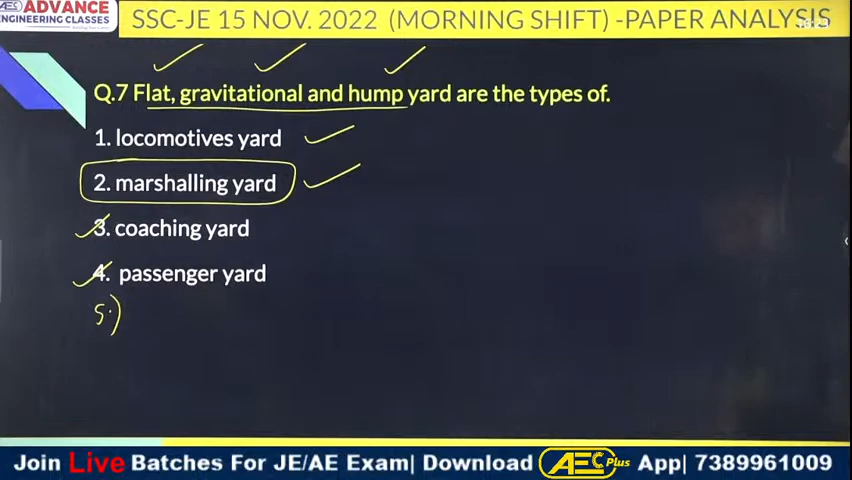 AEC ADVANCE
ENGINEERING CLASSES
SSC-JE 15 NOV. 2022 (MORNING SHIFT) -PAPER ANALYSIS
Q.7 Flat, gravitational and hump yard are the types of.
1. locomotives yard
2. marshalling yard
3. coaching yard
4. passenger yard
5.)
Join Live Batches For JE/AE Exam| Download AEC Plus App| 7389961009